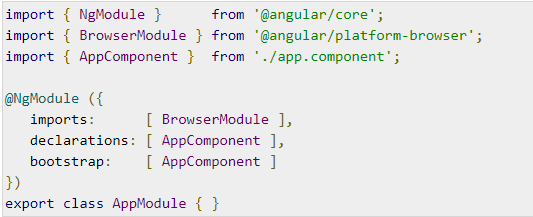 import { NgModule }      from '@angular/core';
import { BrowserModule } from '@angular/platform-browser';
import { AppComponent }  from './app.component';

@NgModule ({
   imports:      [ BrowserModule ],
   declarations: [ AppComponent ],
   bootstrap:    [ AppComponent ]
})
export class AppModule { }